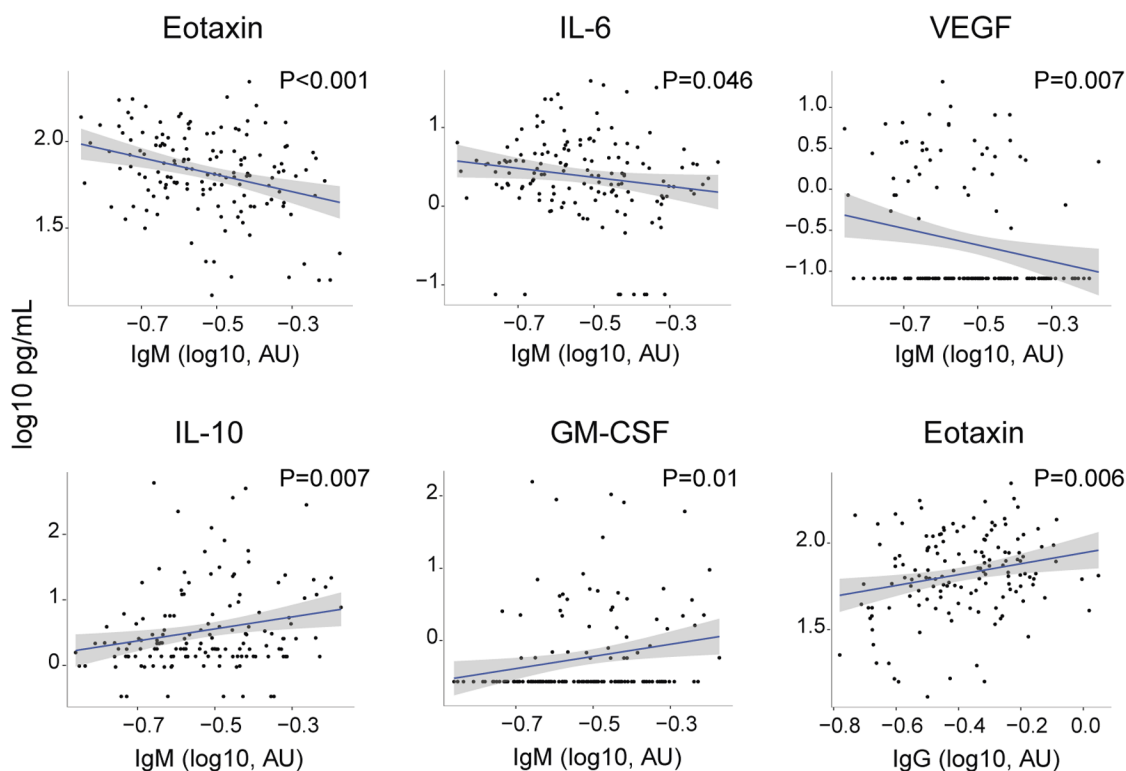 Eotaxin
IL-6
VEGF
P<0.001
P=0.046
P=0.007
2.0
1.5
1
0
−1
1.0
0.5
0.0
−0.5
−1.0
−0.7 −0.5 −0.3
−0.7 −0.5 −0.3
−0.7 −0.5 −0.3
IgM (log10, AU)
IgM (log10, AU)
IgM (log10, AU)
log10 pg/mL
IL-10
GM-CSF
Eotaxin
P=0.007
P=0.01
P=0.006
2
1
0
2
1
0
2.0
1.5
−0.7 −0.5 −0.3
−0.7 −0.5 −0.3
−0.8 −0.6 −0.4 −0.2 0.0
IgM (log10, AU)
IgM (log10, AU)
IgG (log10, AU)